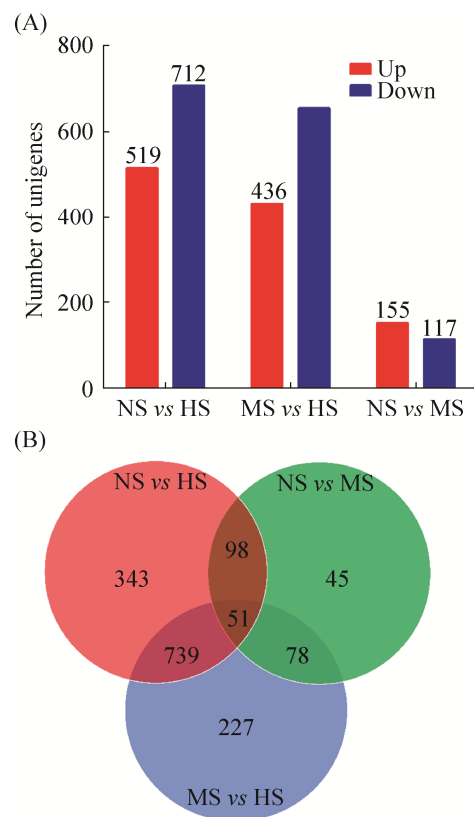 (A)
800
600
400
200
0
Number of unigenes
Up
Down
519
712
436
155
117
NS vs HS
MS vs HS
NS vs MS
(B)
NS vs HS
NS vs MS
98
343
45
51
739
78
227
MS vs HS